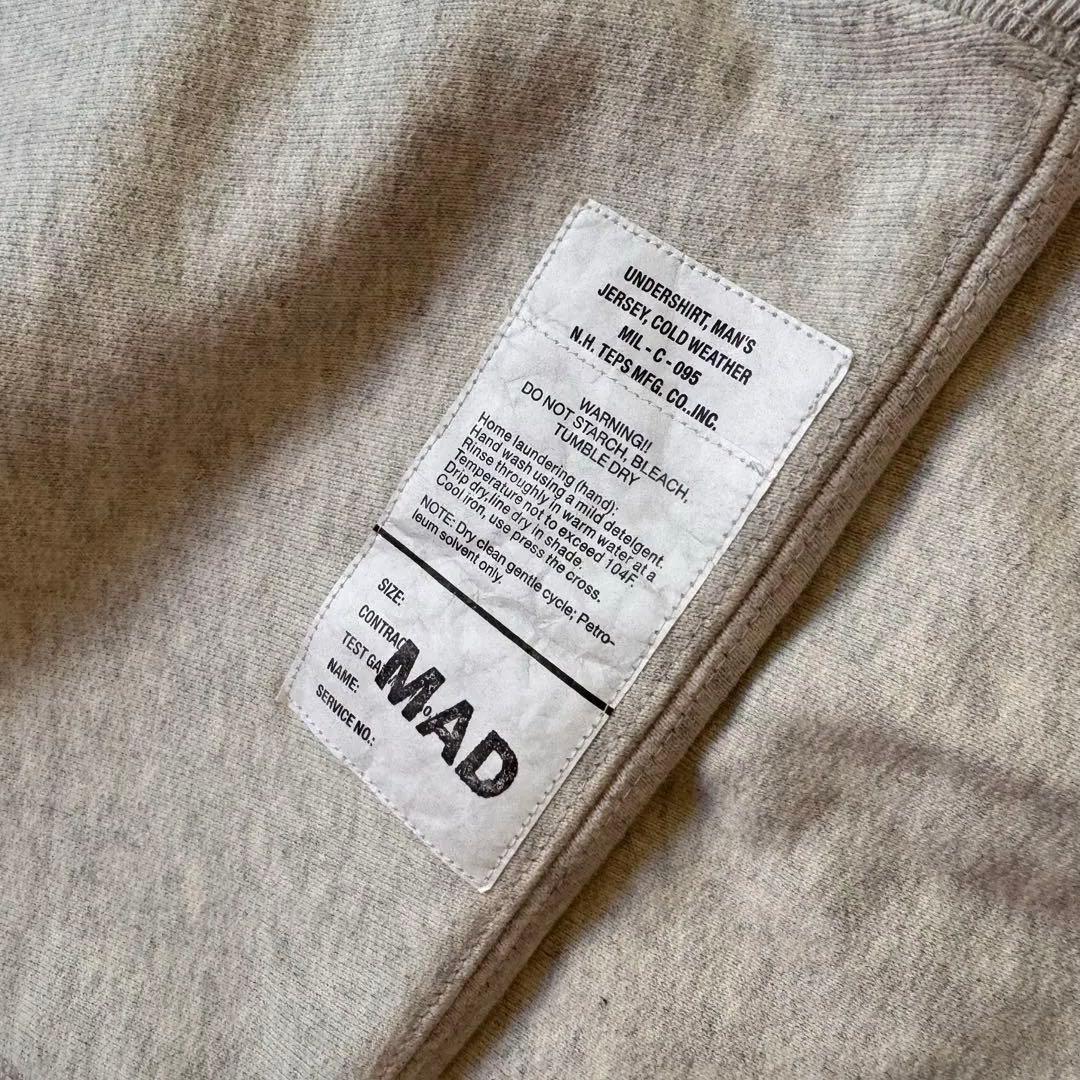 UNDERSHIRT, MAN'S
JERSEY, COLD WEATHER
MIL - C - 095
N.H. TEPS MFG. CO.,INC.
WARNING!!
DO NOT STARCH, BLEACH,
TUMBLE DRY
Home laundering (hand):
Hand wash using a mild detelgent.
Rinse throughly in warm water at a
Temperature not to exceed 104F.
Drip dry,line dry in shade.
Cool iron, use press the cross.
NOTE: Dry clean gentle cycle; Petro-
leum solvent only.
SIZE:
CONTRAC
TEST GA
NAME:
SERVICE NO.:
MAD